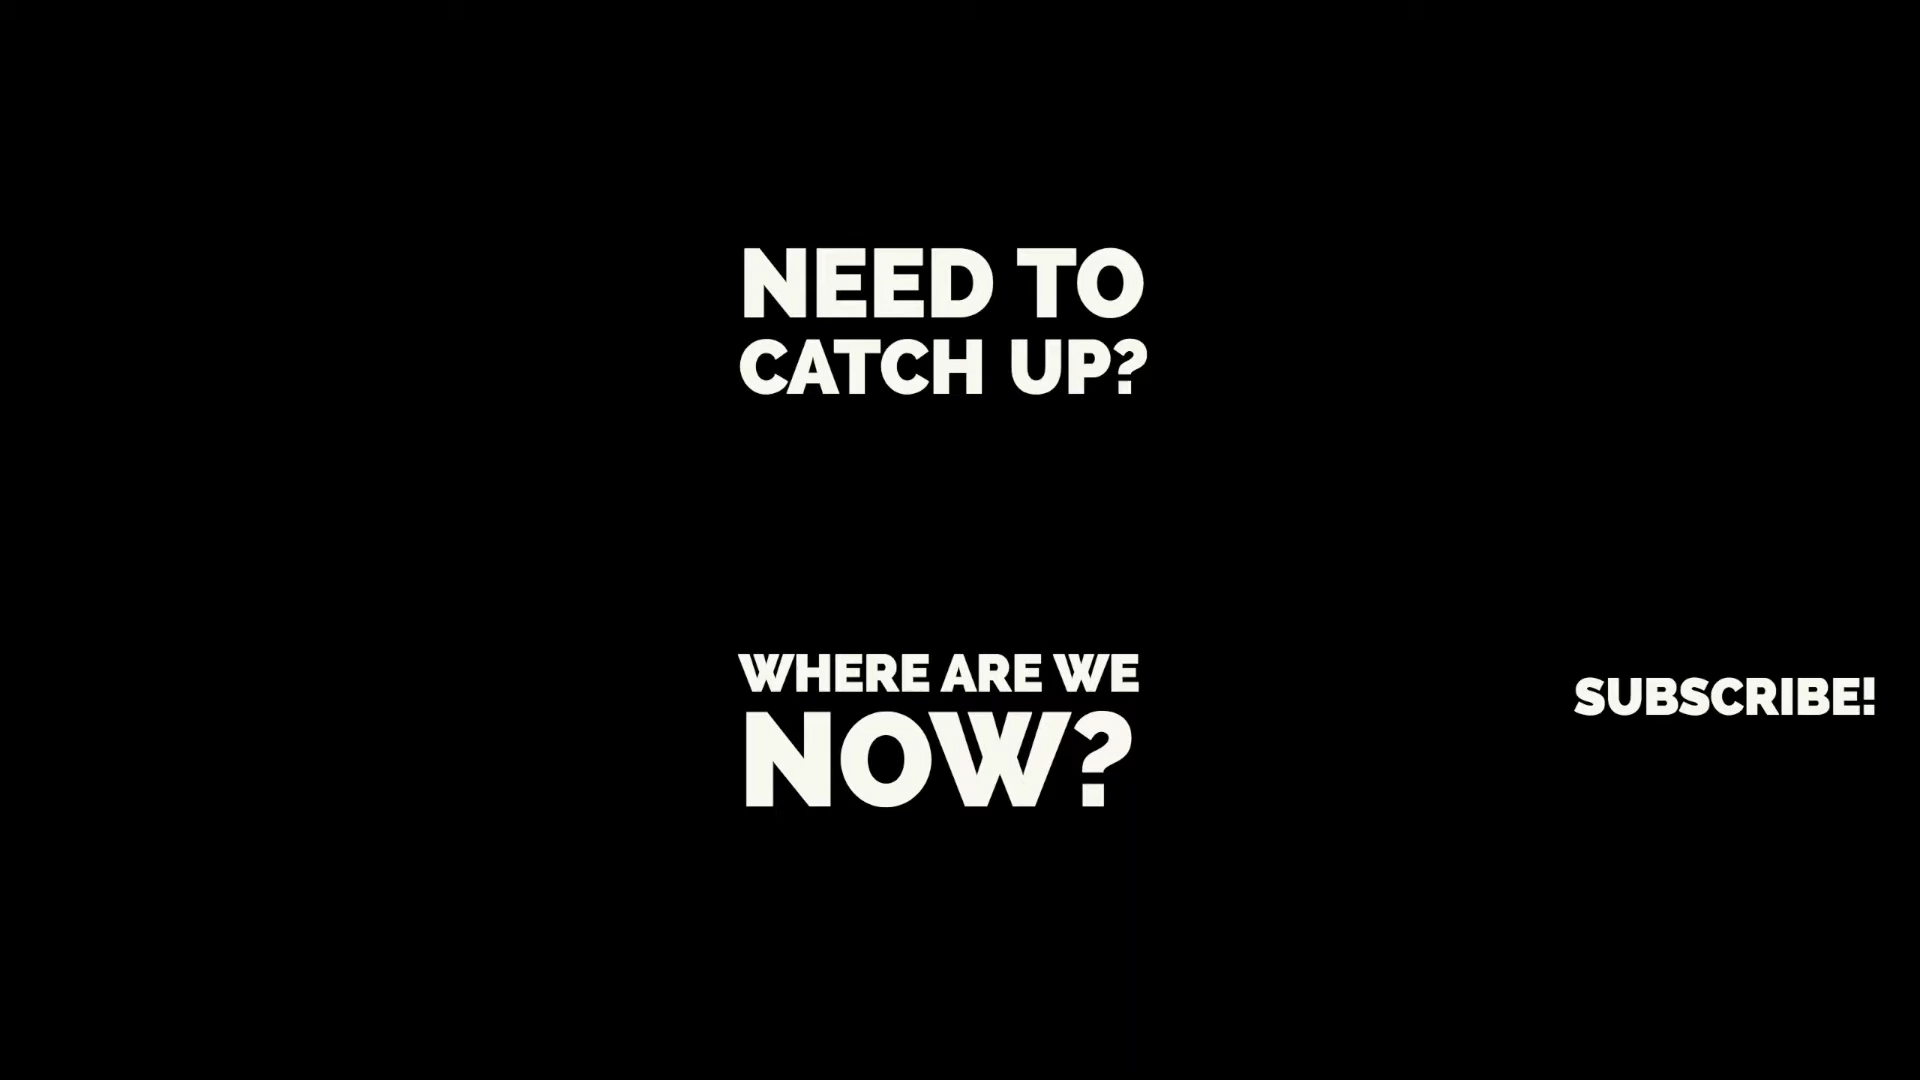 NEED TO
CATCH UP?
WHERE ARE WE
NOW?
SUBSCRIBE!